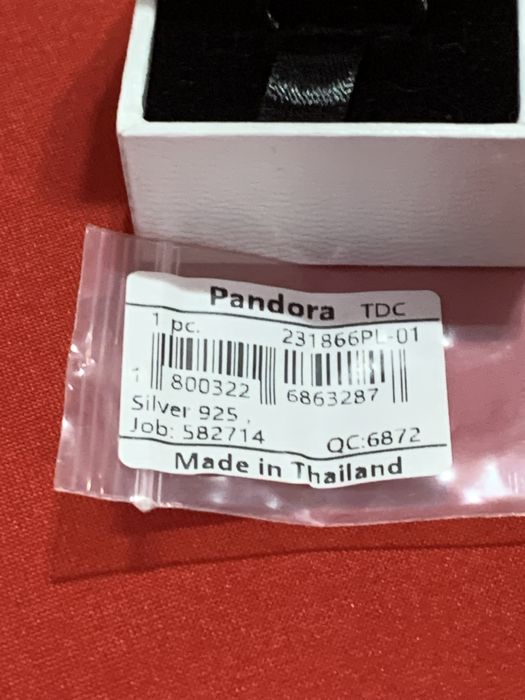 Pandora TDC
1 pc. 231866PL-01
1 800322 6863287
Silver 925,
Job: 582714 QC:6872
Made in Thailand